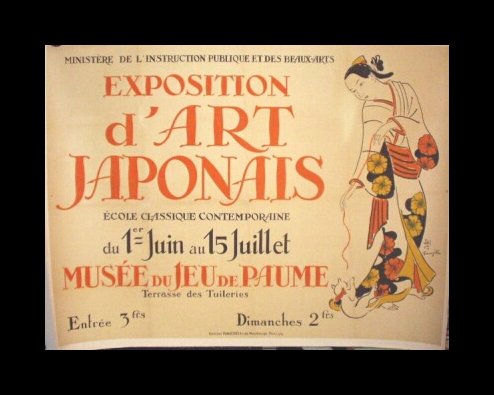 MINISTÈRE DE L'INSTRUCTION PUBLIQUE ET DES BEAUX-ARTS
EXPOSITION
d'ART
JAPONAIS
ÉCOLE CLASSIQUE CONTEMPORAINE
du 1er Juin au 15 Juillet
MUSÉE DU JEU DE PAUME
Terrasse des Tuileries
Entrée 3 frs
Dimanches 2 frs